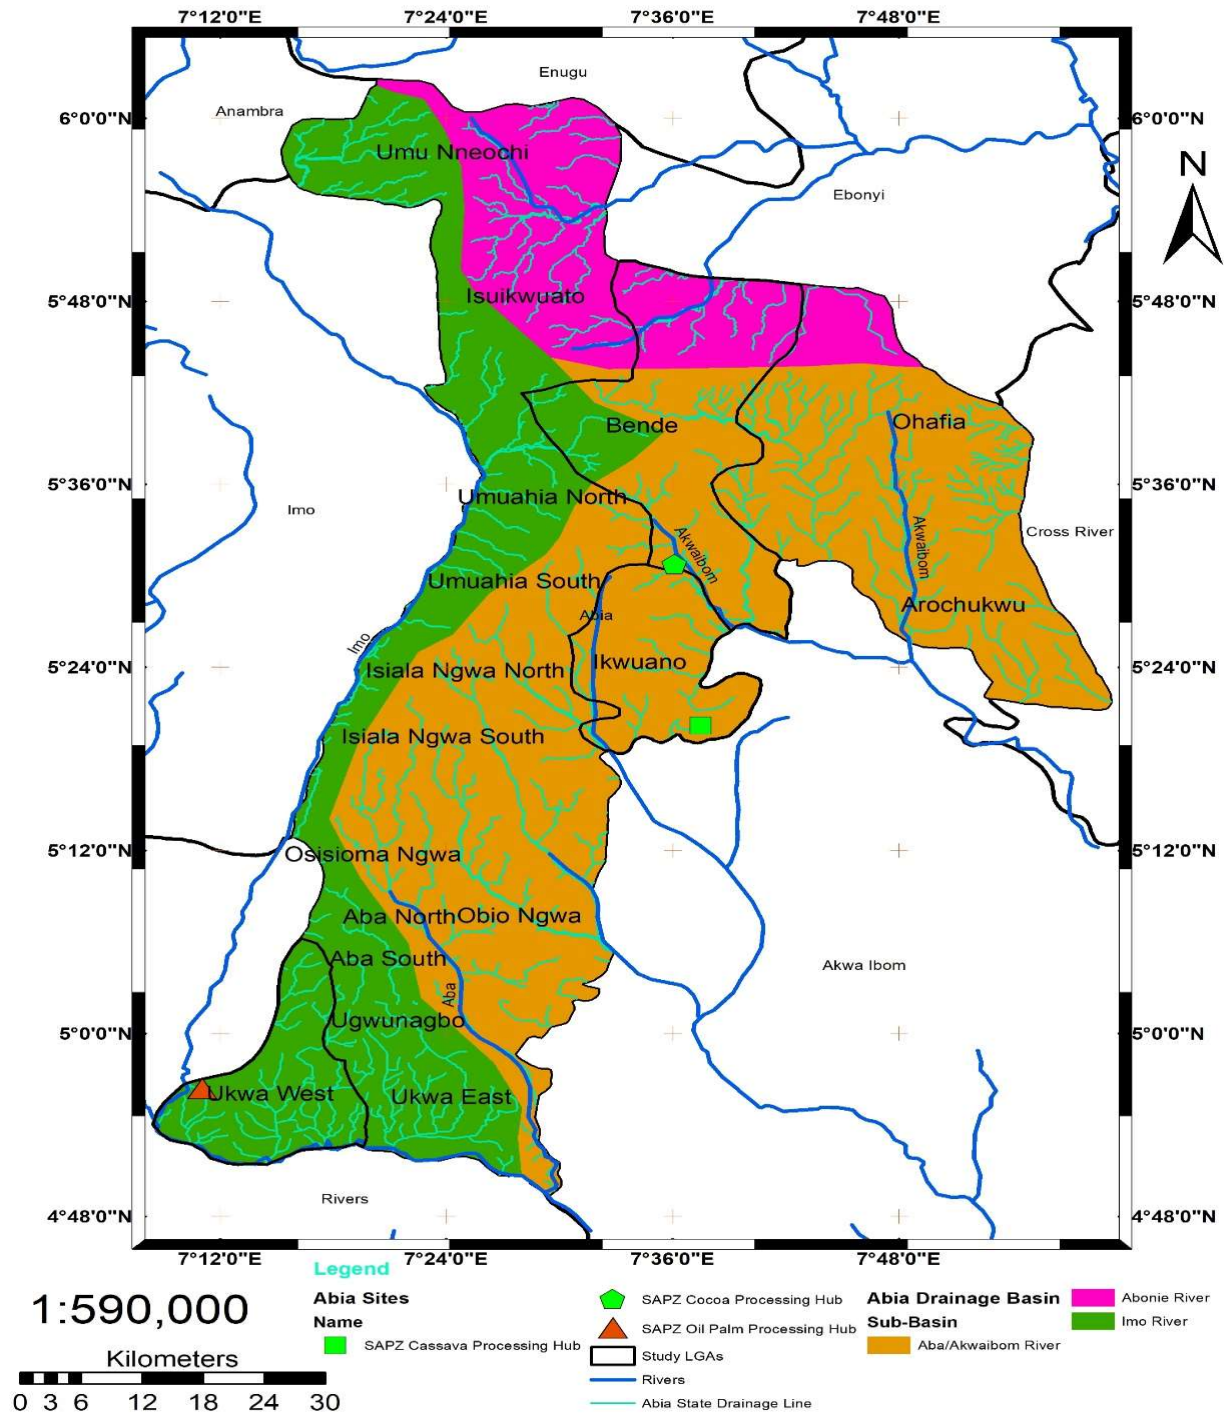 7°12'0"E 7°24'0"E 7°36'0"E 7°48'0"E
Enugu
Anambra
6°0'0"N 6°0'0"N
Umu Nneochi
N
Ebonyi
Isuikwuato
5°48'0"N 5°48'0"N
Bende
Ohafia
5°36'0"N 5°36'0"N
Umuahia North
Imo
Cross River
Akwaibom
Akwaibom
Umuahia South
Abia
Arochukwu
Imo
Ikwuano
5°24'0"N 5°24'0"N
Isiala Ngwa North
Isiala Ngwa South
5°12'0"N 5°12'0"N
Osisioma Ngwa
Aba North Obio Ngwa
Aba South
Akwa Ibom
Aba
Ugwunagbo
5°0'0"N 5°0'0"N
Ukwa West
Ukwa East
Rivers
4°48'0"N 4°48'0"N
7°12'0"E 7°24'0"E 7°36'0"E 7°48'0"E
Legend
1:590,000
Kilometers
0 3 6 12 18 24 30
Abia Sites
Name
SAPZ Cassava Processing Hub
SAPZ Cocoa Processing Hub
SAPZ Oil Palm Processing Hub
Study LGAs
Rivers
Abia State Drainage Line
Abia Drainage Basin
Sub-Basin
Aba/Akwaibom River
Abonie River
Imo River